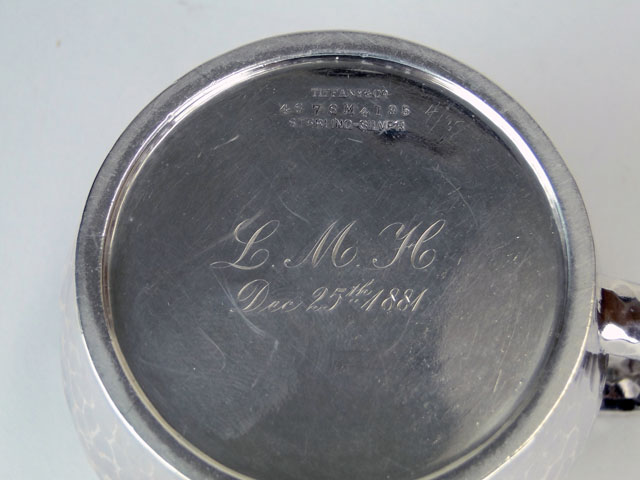 TIFFANY & Co
STERLING-SILVER
L. M. H
Dec 25th 1881